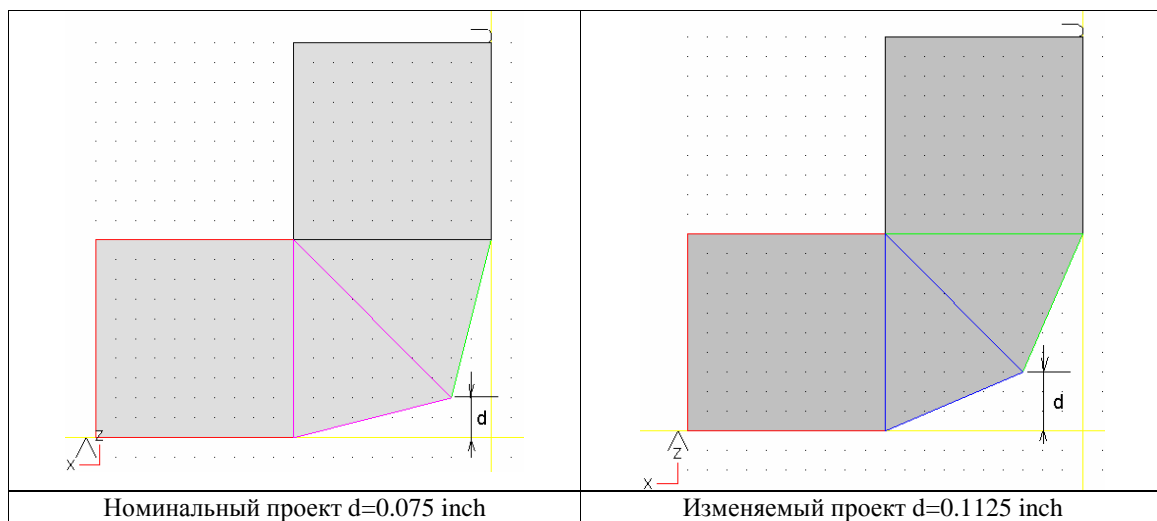 d
Z
X
d
Z
X
Номинальный проект d=0.075 inch
Изменяемый проект d=0.1125 inch